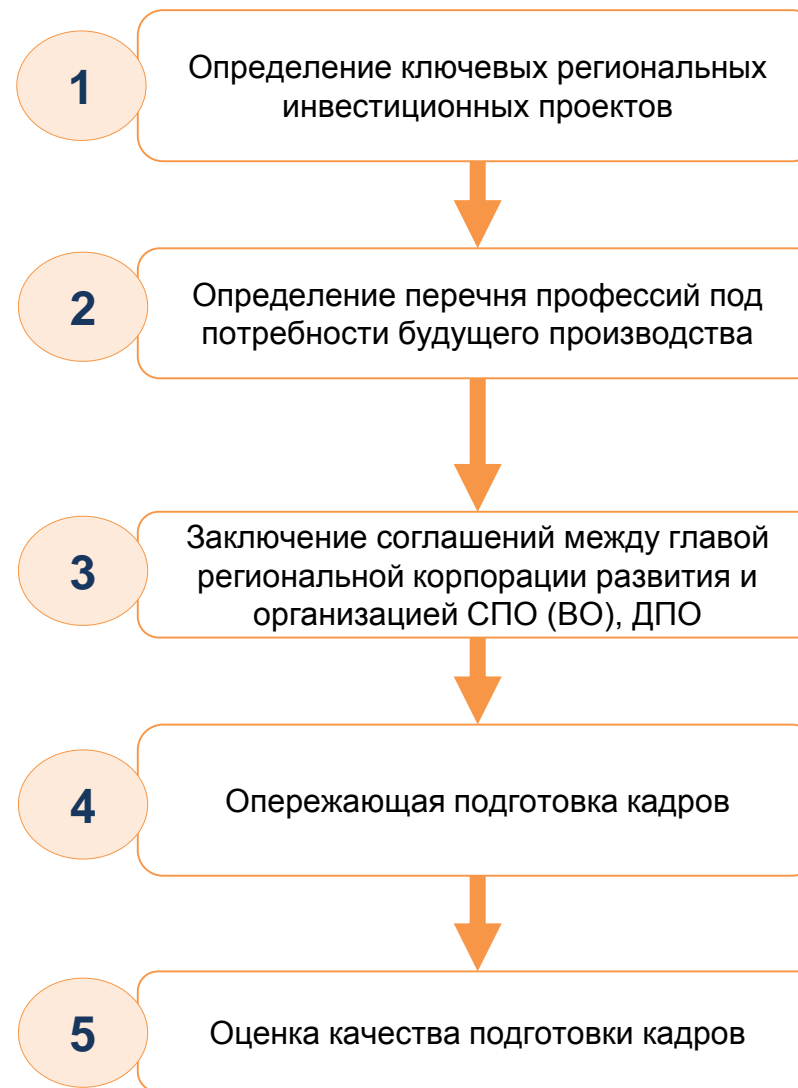 1
Определение ключевых региональных
инвестиционных проектов
2
Определение перечня профессий под
потребности будущего производства
3
Заключение соглашений между главой
региональной корпорации развития и
организацией СПО (ВО), ДПО
4
Опережающая подготовка кадров
5
Оценка качества подготовки кадров